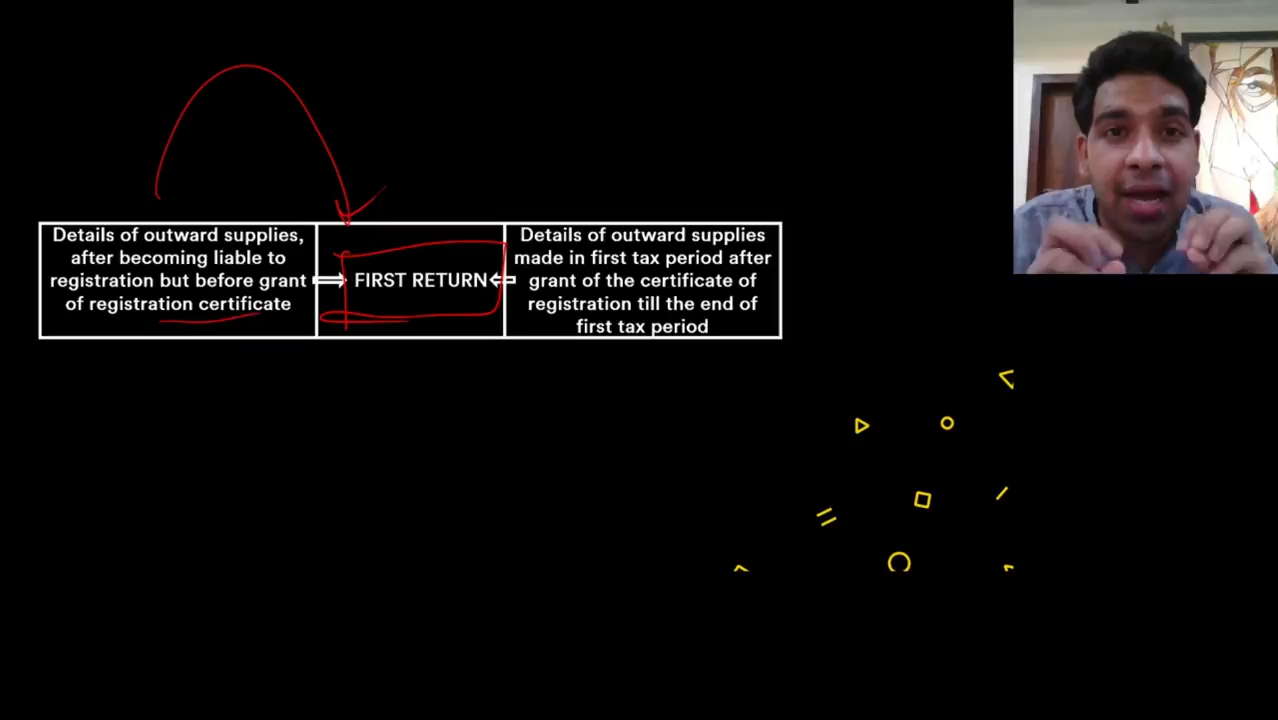 Details of outward supplies,
after becoming liable to
registration but before grant
of registration certificate
FIRST RETURN
Details of outward supplies
made in first tax period after
grant of the certificate of
registration till the end of
first tax period